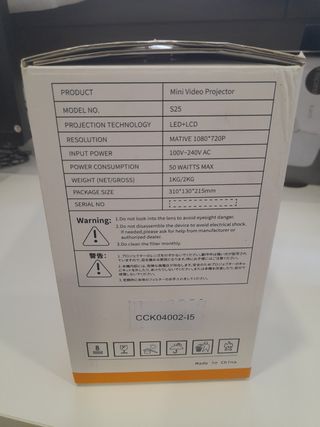 PRODUCT Mini Video Projector
MODEL NO. S25
PROJECTION TECHNOLOGY LED+LCD
RESOLUTION MATIVE 1080*720P
INPUT POWER 100V~240V AC
POWER CONSUMPTION 50 WAITTS MAX
WEIGHT (NET/GROSS) 1KG/2KG
PACKAGE SIZE 310*130*215mm
SERIAL NO
Warning:
1.Do not look into the lens to avoid eyesight danger.
2.Do not disassemble the device to avoid electrical shock.
If needed,please ask for help from manufacturer or
authorized dealer.
3.Do clean the filter monthly.
警告:
CCK04002-I5
Made in China